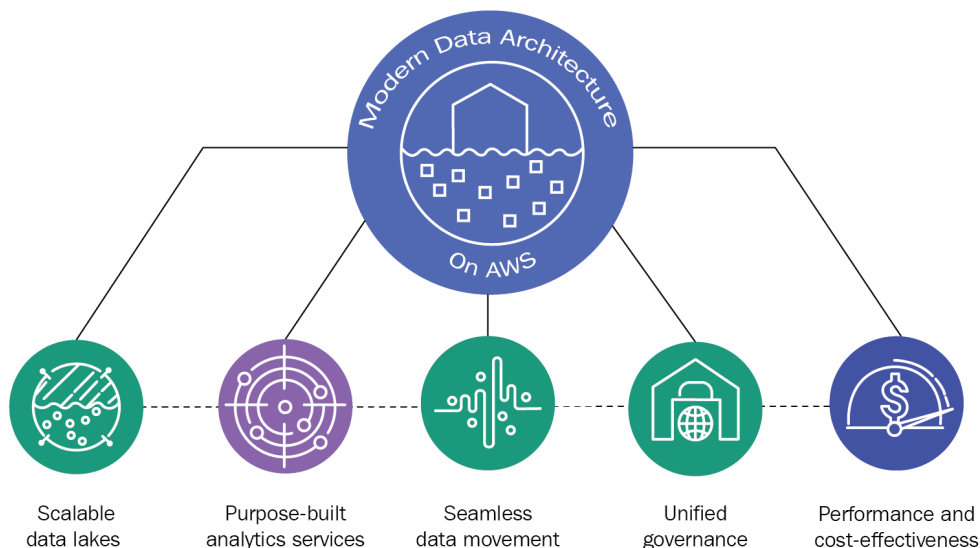 Modern Data Architecture
On AWS
$
Scalable
data lakes
Purpose-built
analytics services
Seamless
data movement
Unified
governance
Performance and
cost-effectiveness